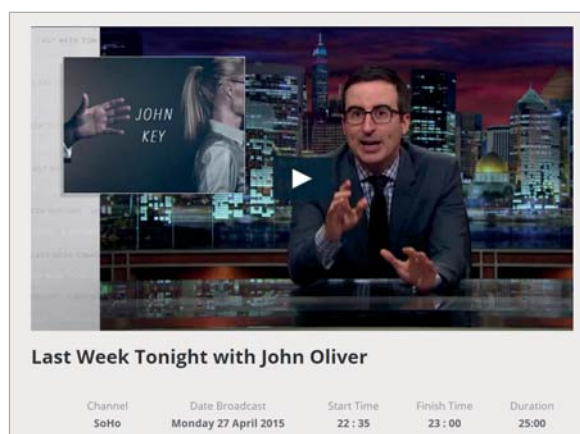 JOHN
KEY
Last Week Tonight with John Oliver
Channel Date Broadcast Start Time Finish Time Duration
SoHo Monday 27 April 2015 22 : 35 23 : 00 25:00